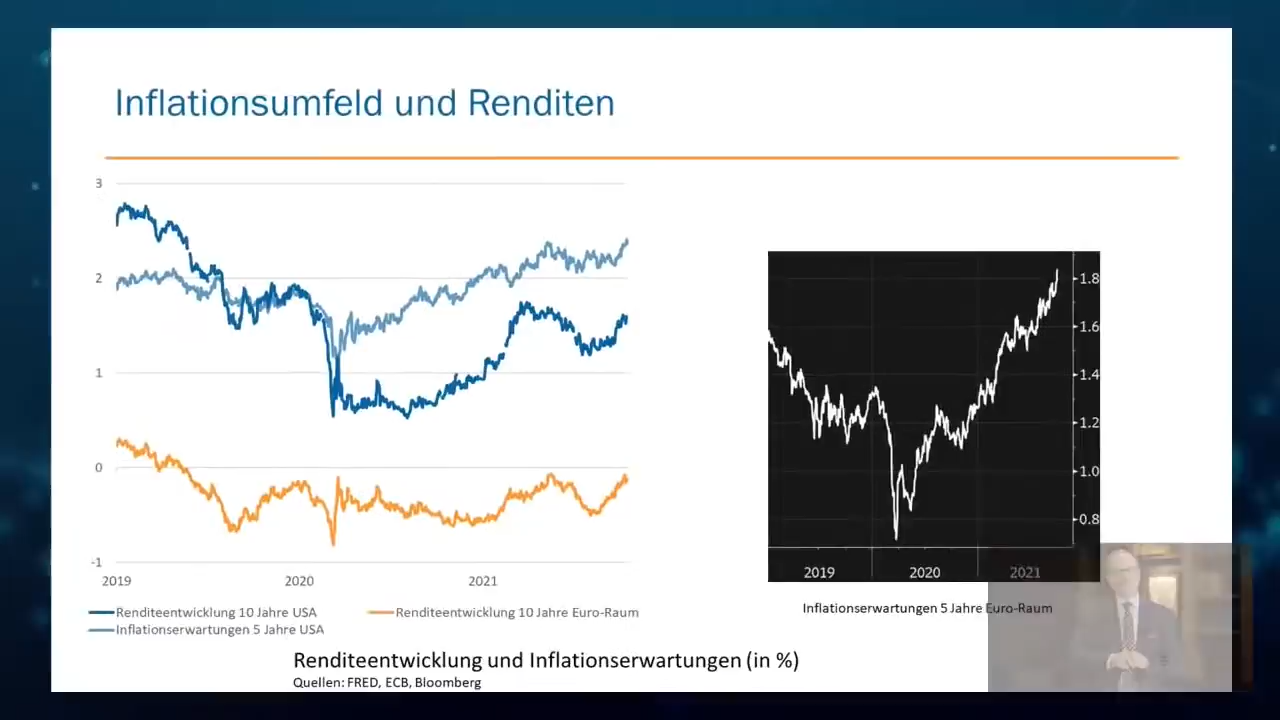 Inflationsumfeld und Renditen
3
2
1
0
-1
2019 2020 2021
Renditeentwicklung 10 Jahre USA
Renditeentwicklung 10 Jahre Euro-Raum
Inflationserwartungen 5 Jahre USA
1.8
1.6
1.4
1.2
1.0
0.8
2019 2020 2021
Inflationserwartungen 5 Jahre Euro-Raum
Renditeentwicklung und Inflationserwartungen (in %)
Quellen: FRED, ECB, Bloomberg